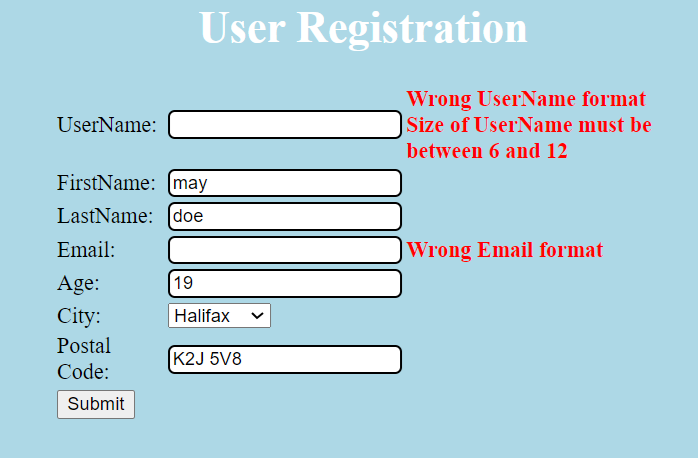 User Registration
Wrong UserName format
UserName: Size of UserName must be
between 6 and 12
FirstName: may
LastName: doe
Email: Wrong Email format
Age: 19
City: Halifax
Postal
Code: K2J 5V8
Submit